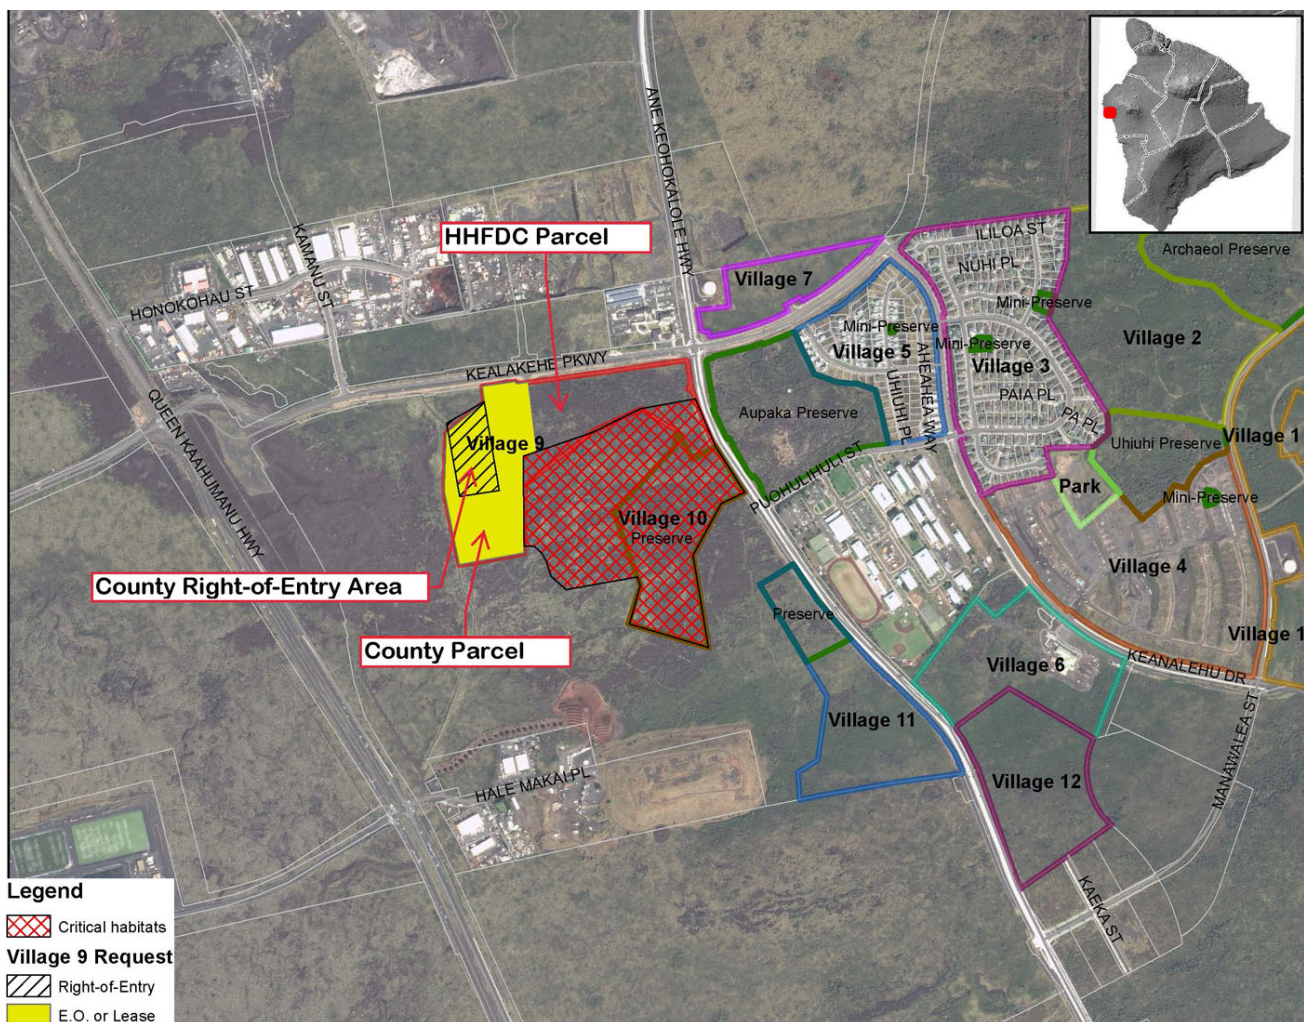 ANE KEOHOKALOLE HWY
KAMANU ST
HONOKOHAU ST
HHFDC Parcel
ILILOA ST
NUHI PL
Archaeol Preserve
Village 7
Mini-Preserve
Mini-Preserve
Mini-Preserve
Village 2
Village 5
Village 3
KEALAKEHE PKWY
AHEAHEA WAY
UHIUHI PL
PAIA PL
PA PL
QUEEN KAAHUMANU HWY
Village 9
Aupaka Preserve
Uhiuhi Preserve
Village 1
PUOHULIHULI ST
Park
Mini-Preserve
Village 10
Preserve
County Right-of-Entry Area
Village 4
Preserve
County Parcel
Village 1
Village 6
KEANALEHU DR
Village 11
MANAWALEA ST
HALE MAKAI PL
Village 12
KAEKA ST
Legend
Critical habitats
Village 9 Request
Right-of-Entry
E.O. or Lease